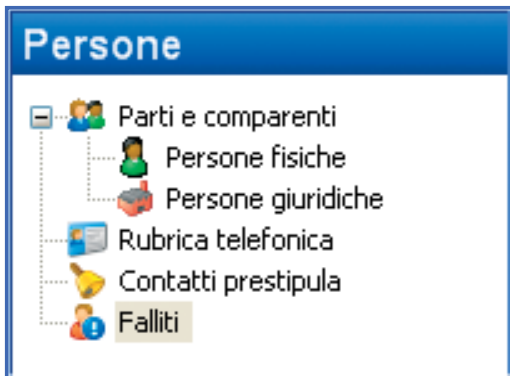 Persone
Parti e comparenti
Persone fisiche
Persone giuridiche
Rubrica telefonica
Contatti prestipula
Falliti